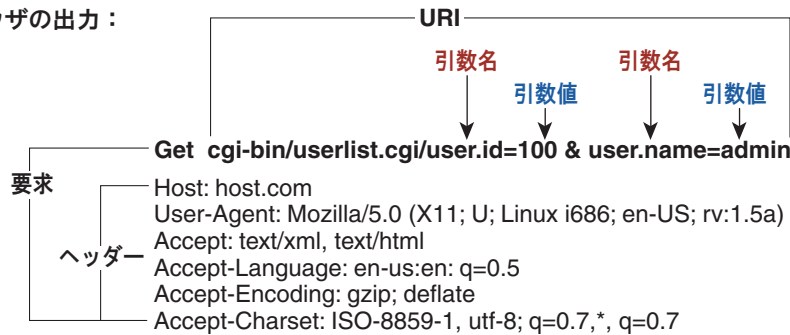 ザの出力：
URI
引数名 引数名
引数値 引数値
Get cgi-bin/userlist.cgi/user.id=100 & user.name=admin
要求
Host: host.com
User-Agent: Mozilla/5.0 (X11; U; Linux i686; en-US; rv:1.5a)
Accept: text/xml, text/html
ヘッダー
Accept-Language: en-us:en: q=0.5
Accept-Encoding: gzip; deflate
Accept-Charset: ISO-8859-1, utf-8; q=0.7,*, q=0.7